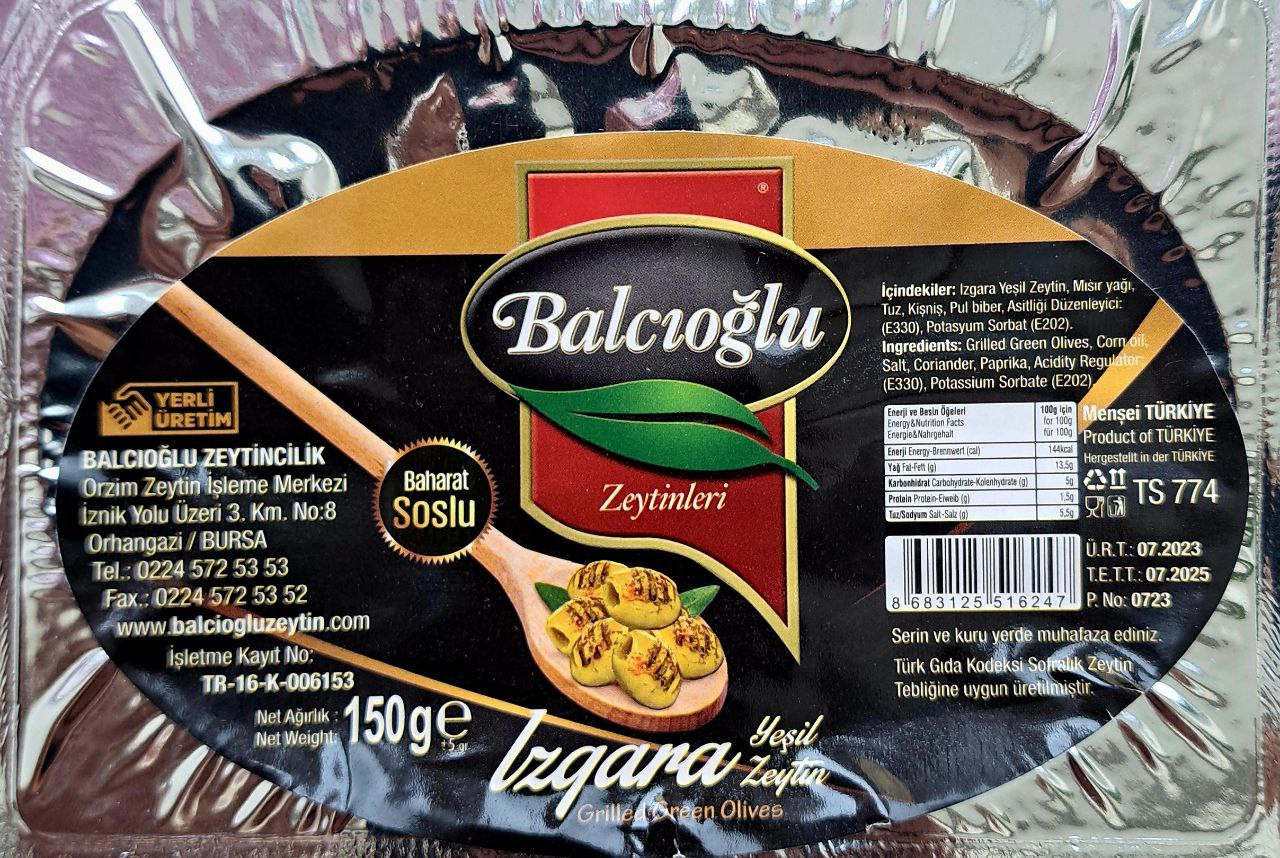 ®
Balcıoğlu
Zeytinleri
YERLİ
ÜRETİM
BALCIOĞLU ZEYTİNCİLİK
Orzim Zeytin İşleme Merkezi
İznik Yolu Üzeri 3. Km. No:8
Orhangazi / BURSA
Tel.: 0224 572 53 53
Fax.: 0224 572 53 52
www.balciogluzeytin.com
İşletme Kayıt No:
TR-16-K-006153
Net Ağırlık :
Net Weight:
150g e
±5 gr
Baharat
Soslu
Izgara Yeşil
Zeytin
Grilled Green Olives
İçindekiler: Izgara Yeşil Zeytin, Mısır yağı,
Tuz, Kişniş, Pul biber, Asitliği Düzenleyici:
(E330), Potasyum Sorbat (E202).
Ingredients: Grilled Green Olives, Corn oil,
Salt, Coriander, Paprika, Acidity Regulater:
(E330), Potassium Sorbate (E202).
Enerji ve Besin Öğeleri 100g İçin
Energy&Nutrition Facts for 100g
Energie&Nahrgehalt für 100g
Enerji Energy-Brennwert (cal) 144kcal
Yağ Fat-Fett (g) 13,5g
Karbonhidrat Carbohydrate-Kolenhydrate (g) 5g
Protein Protein-Eiweib (g) 1,5g
Tuz/Sodyum Salt-Salz (g) 5,5g
Menşei TÜRKİYE
Product of TÜRKİYE
Hergestellt in der TÜRKİYE
TS 774
8 683125 516247
Ü.R.T.: 07.2023
T.E.T.T.: 07.2025
P. No: 0723
Serin ve kuru yerde muhafaza ediniz.
Türk Gıda Kodeksi Sofralık Zeytin
Tebliğine uygun üretilmiştir.